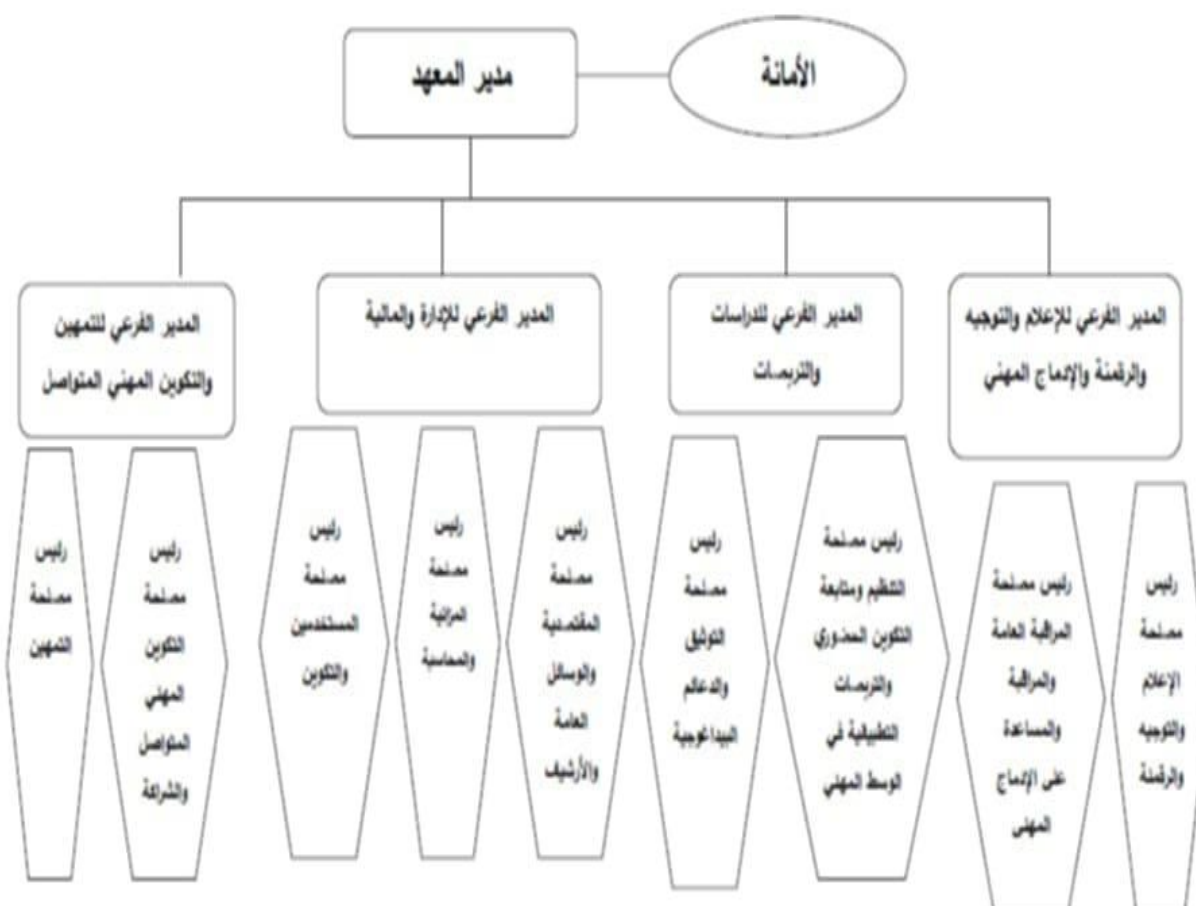 مدير المعهد
الأمانة
المدير الفرعي للإعلام والتوجيه
والرقمنة والإدماج المهني
المدير الفرعي للدراسات
والتربصات
المدير الفرعي للإدارة والمالية
المدير الفرعي للتمهين
والتكوين المهني المتواصل
رئيس
مصلحة
الإعلام
والتوجيه
والرقمنة
رئيس مصلحة
المراقبة العامة
والمراقبة
والمساعدة
على الإدماج
المهني
رئيس مصلحة
التنظيم ومتابعة
التكوين الحضوري
والتربصات
التطبيقية في
الوسط المهني
رئيس
مصلحة
التوثيق
والدعائم
البيداغوجية
رئيس
مصلحة
المقتصدية
والوسائل
العامة
والأرشيف
رئيس
مصلحة
والمحاسبة
رئيس
مصلحة
المستخدمين
والتكوين
رئيس
مصلحة
التكوين
المهني
المتواصل
والشراكة
رئيس
مصلحة
التمهين